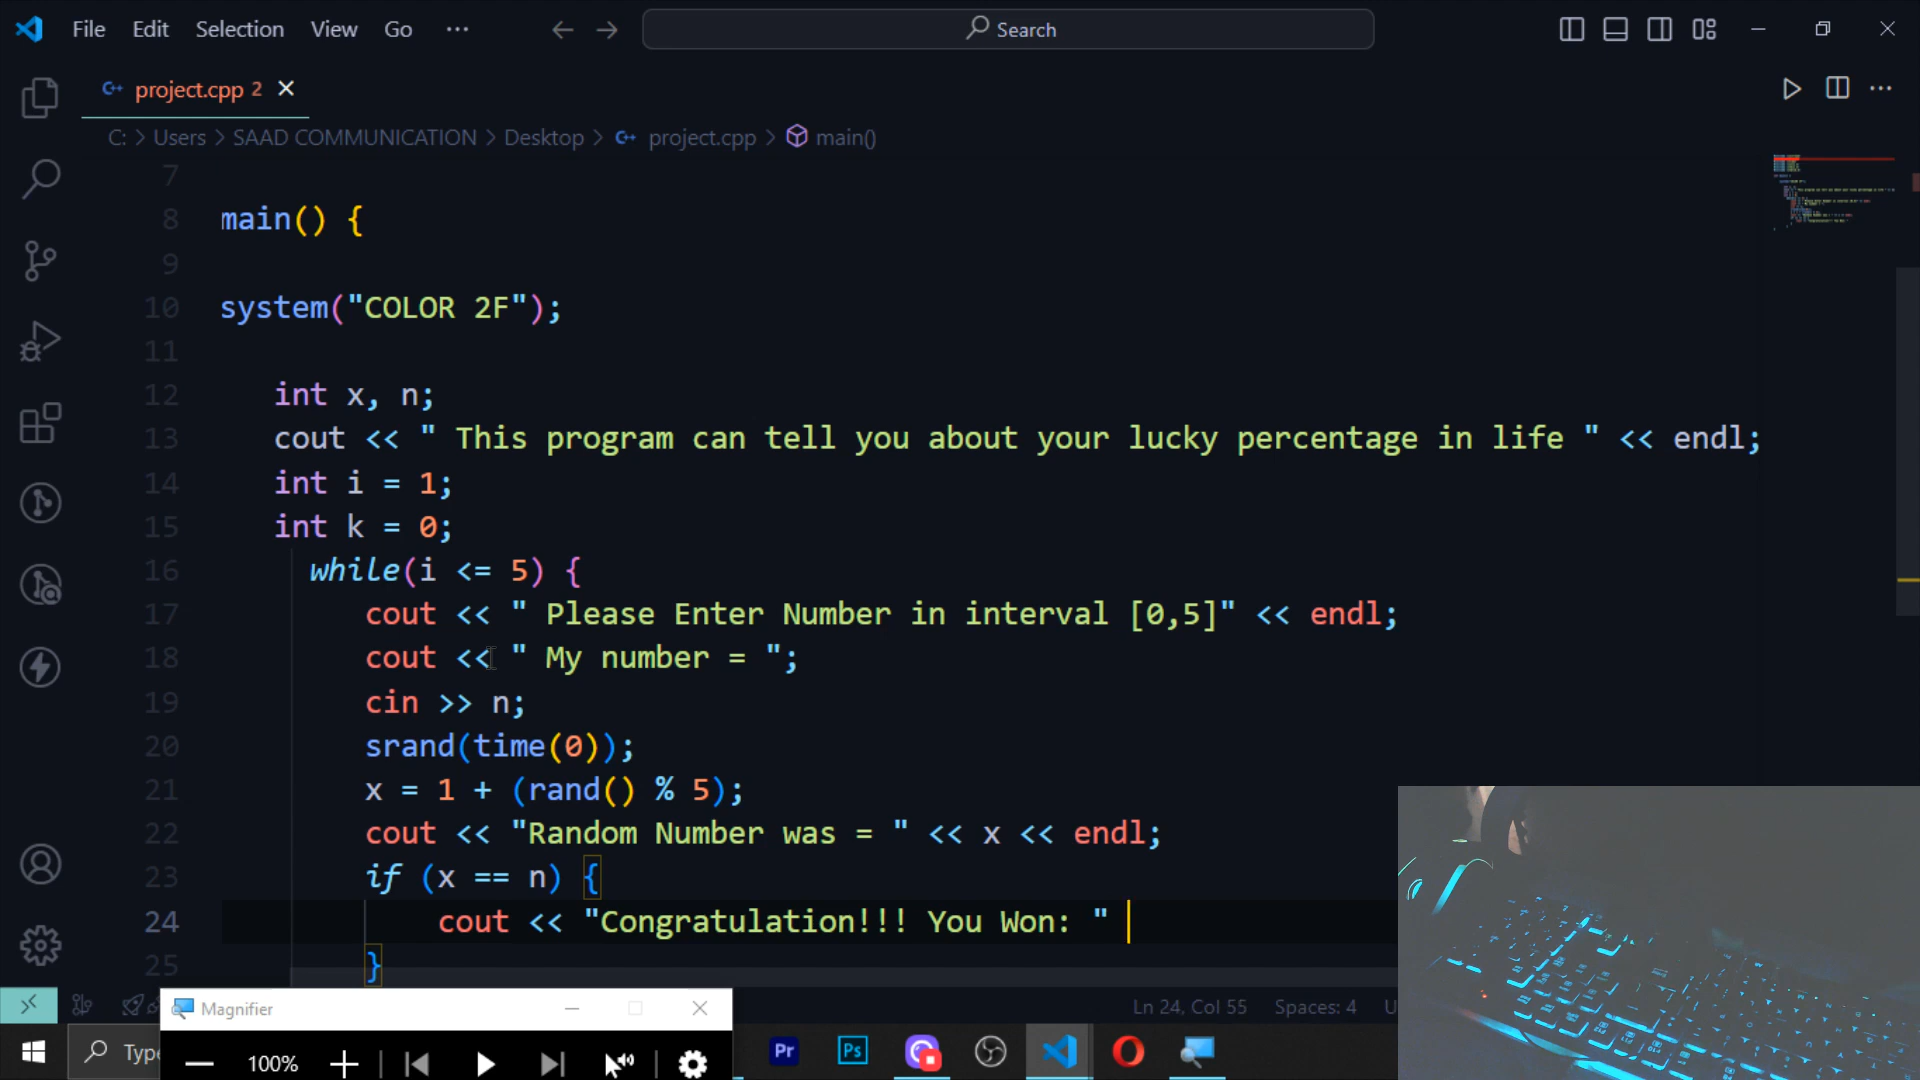 File Edit Selection View Go ··· Search
project.cpp 2
C: > Users > SAAD COMMUNICATION > Desktop > project.cpp > main()
7
8 main() {
9
10 system("COLOR 2F");
11
12 int x, n;
13 cout << " This program can tell you about your lucky percentage in life " << endl;
14 int i = 1;
15 int k = 0;
16 while(i <= 5) {
17 cout << " Please Enter Number in interval [0,5]" << endl;
18 cout << " My number = ";
19 cin >> n;
20 srand(time(0));
21 x = 1 + (rand() % 5);
22 cout << "Random Number was = " << x << endl;
23 if (x == n) {
24 cout << "Congratulation!!! You Won: "
25 }
Magnifier
Ln 24, Col 55 Spaces: 4 U
Type
100%
Pr Ps